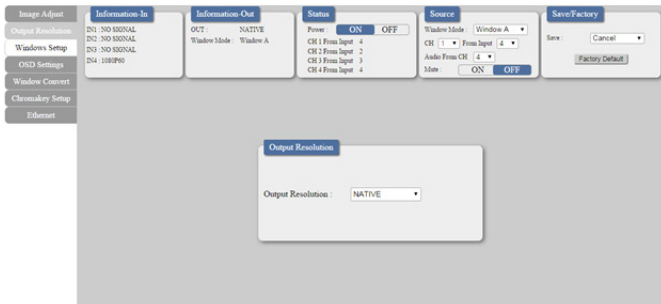 Image Adjust
Output Resolution
Windows Setup
OSD Settings
Window Convert
Chromakey Setup
Ethernet
Information-In
IN1 : NO SIGNAL
IN2 : NO SIGNAL
IN3 : NO SIGNAL
IN4 : 1080P60
Information-Out
OUT : NATIVE
Window Mode : Window A
Status
Power : ON OFF
CH 1 From Input 4
CH 2 From Input 2
CH 3 From Input 3
CH 4 From Input 4
Source
Window Mode : Window A
CH 1 From Input 4
Audio From CH 4
Mute : ON OFF
Save/Factory
Save : Cancel
Factory Default
Output Resolution
Output Resolution : NATIVE